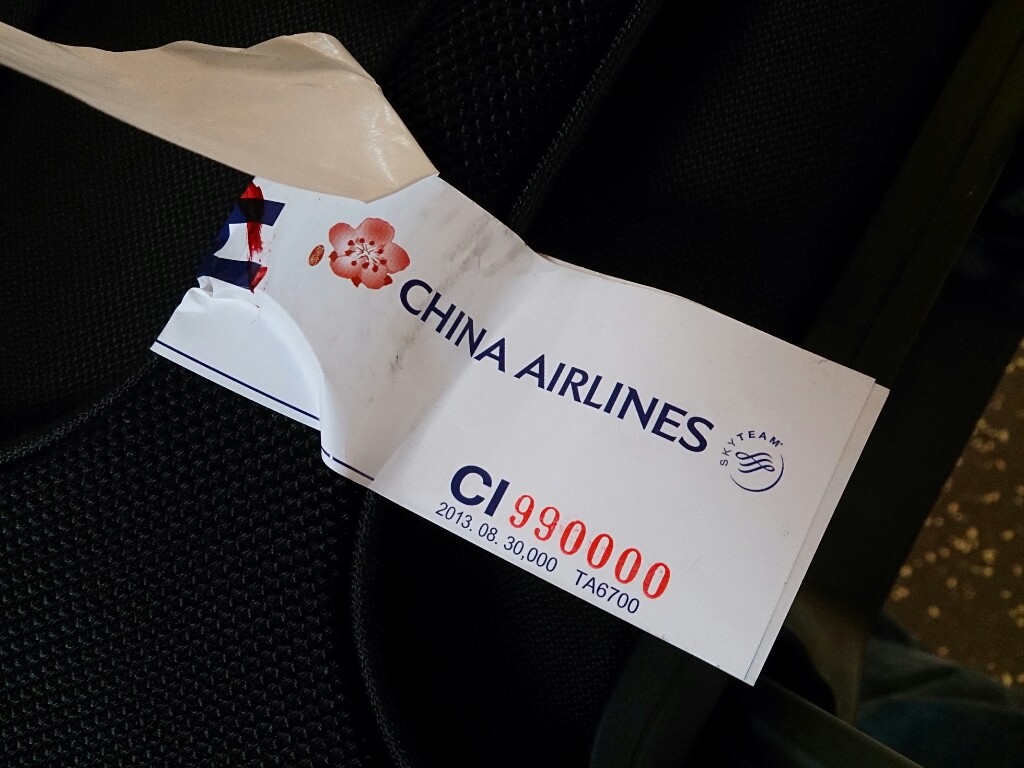 CHINA AIRLINES
SKYTEAM
CI 990000
2013. 08. 30,000 TA6700